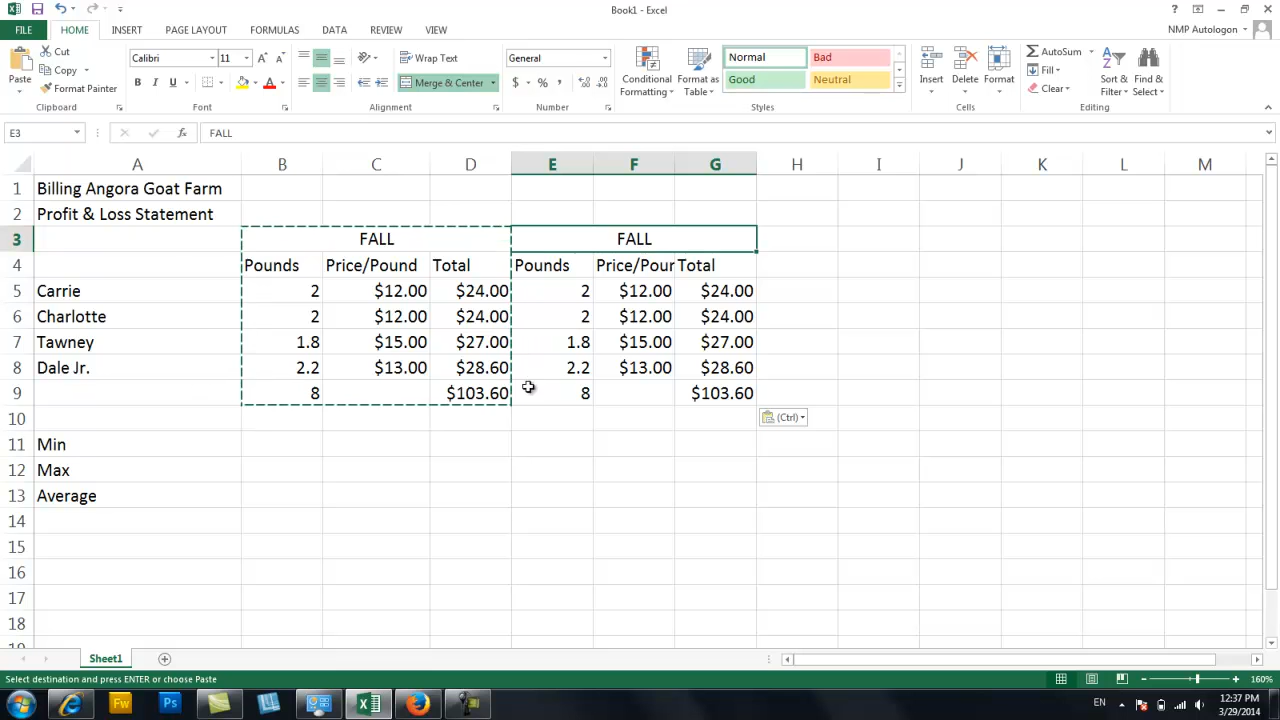 Book1 - Excel
FILE HOME INSERT PAGE LAYOUT FORMULAS DATA REVIEW VIEW NMP Autologon
Paste Cut Copy Format Painter
Calibri 11
B I U
Wrap Text
Merge & Center
General
$ % ,
Conditional Formatting
Format as Table
Normal Bad
Good Neutral
Insert Delete Format
AutoSum
Fill
Clear
Sort & Filter
Find & Select
Clipboard Font Alignment Number Styles Cells Editing
E3 fx FALL
A B C D E F G H I J K L M
1 Billing Angora Goat Farm
2 Profit & Loss Statement
3 FALL FALL
4 Pounds Price/Pound Total Pounds Price/Pour Total
5 Carrie 2 $12.00 $24.00 2 $12.00 $24.00
6 Charlotte 2 $12.00 $24.00 2 $12.00 $24.00
7 Tawney 1.8 $15.00 $27.00 1.8 $15.00 $27.00
8 Dale Jr. 2.2 $13.00 $28.60 2.2 $13.00 $28.60
9 8 $103.60 8 $103.60
10 (Ctrl)
11 Min
12 Max
13 Average
14
15
16
17
18
Sheet1
Select destination and press ENTER or choose Paste 160%
Fw Ps EN 12:37 PM
3/29/2014